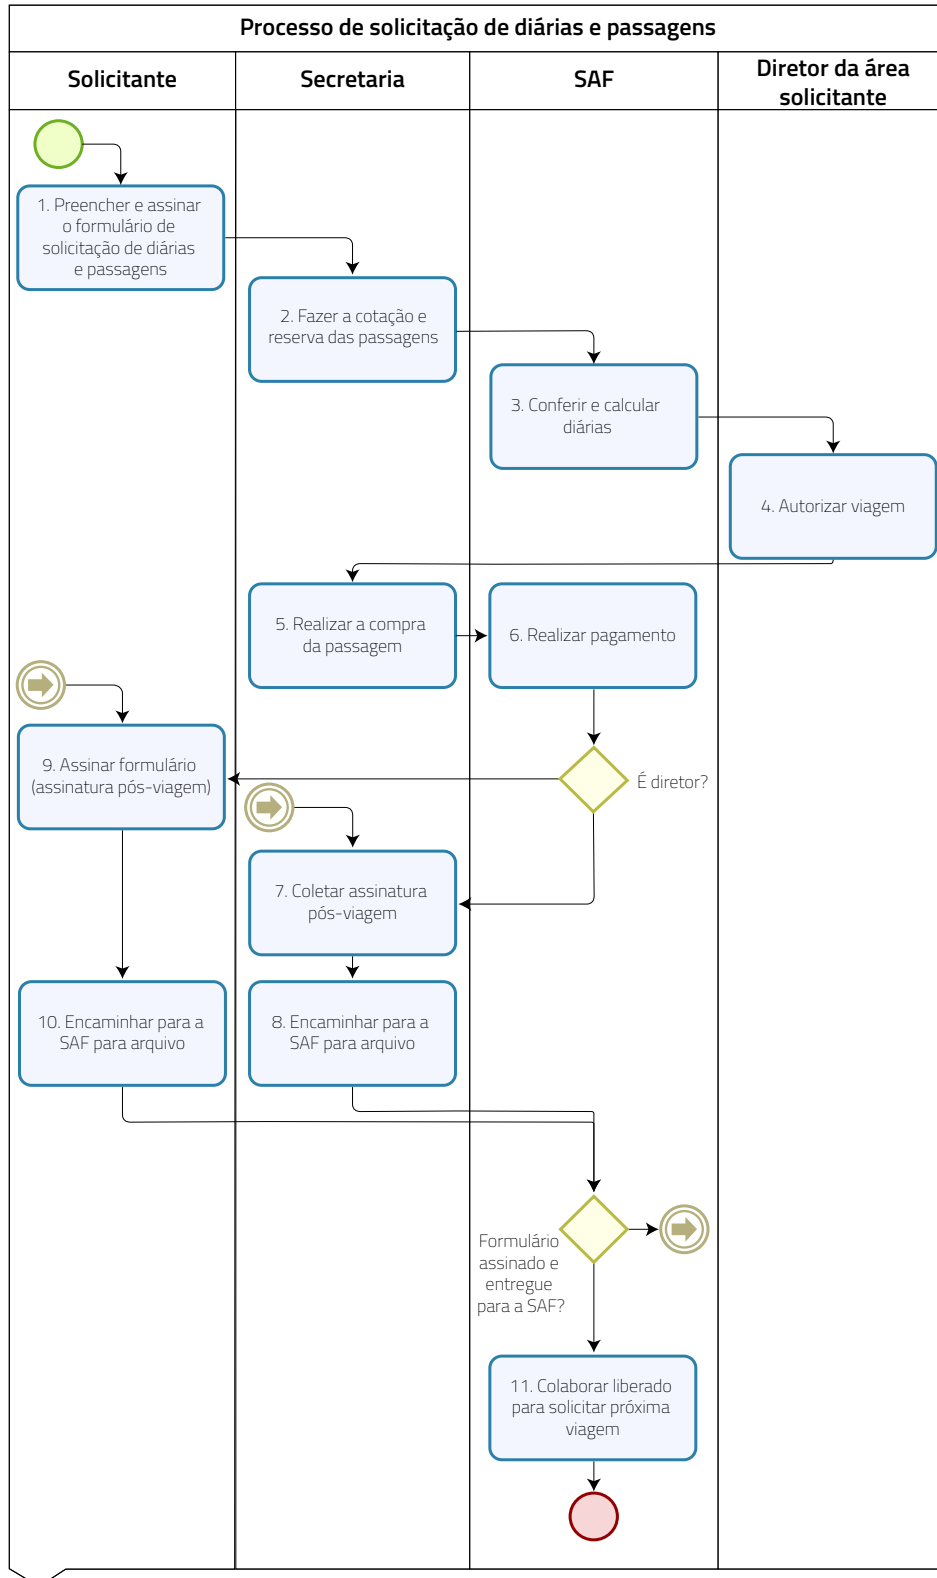 Processo de solicitação de diárias e passagens
Solicitante
Secretaria
SAF
Diretor da área
solicitante
1. Preencher e assinar
o formulário de
solicitação de diárias
e passagens
2. Fazer a cotação e
reserva das passagens
3. Conferir e calcular
diárias
4. Autorizar viagem
5. Realizar a compra
da passagem
6. Realizar pagamento
9. Assinar formulário
(assinatura pós-viagem)
É diretor?
7. Coletar assinatura
pós-viagem
10. Encaminhar para a
SAF para arquivo
8. Encaminhar para a
SAF para arquivo
Formulário
assinado e
entregue
para a SAF?
11. Colaborar liberado
para solicitar próxima
viagem